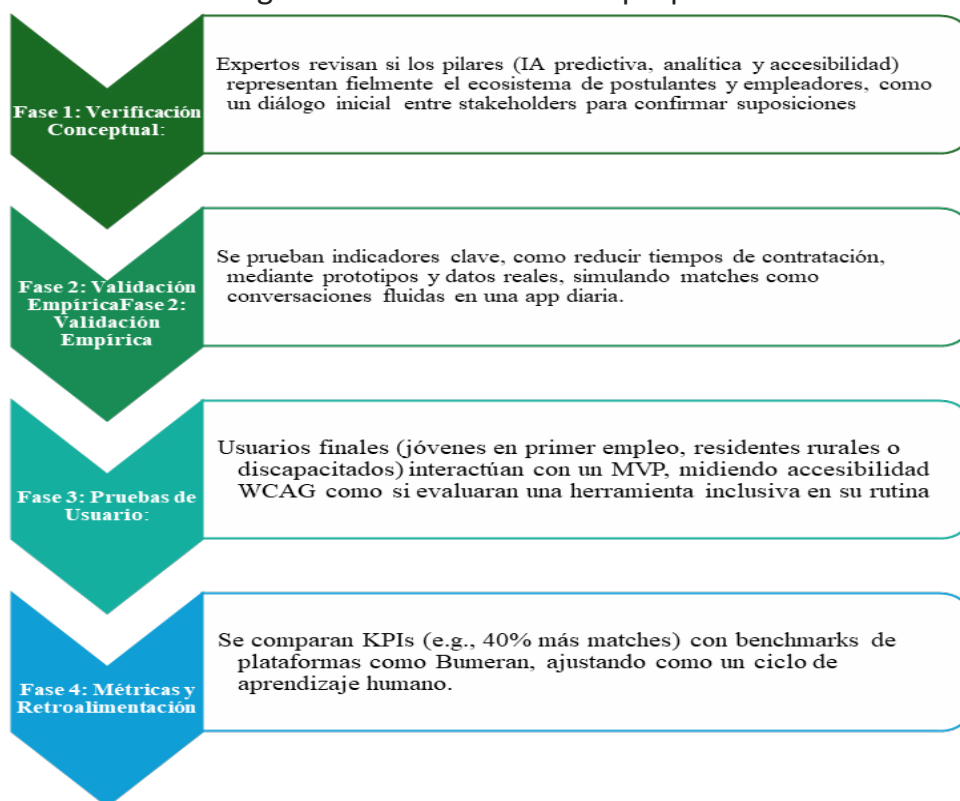 Fase 1: Verificación
Conceptual:
Expertos revisan si los pilares (IA predictiva, analítica y accesibilidad)
representan fielmente el ecosistema de postulantes y empleadores, como
un diálogo inicial entre stakeholders para confirmar suposiciones
Fase 2: Validación
EmpíricaFase 2:
Validación
Empírica
Se prueban indicadores clave, como reducir tiempos de contratación,
mediante prototipos y datos reales, simulando matches como
conversaciones fluidas en una app diaria.
Fase 3: Pruebas de
Usuario:
Usuarios finales (jóvenes en primer empleo, residentes rurales o
discapacitados) interactúan con un MVP, midiendo accesibilidad
WCAG como si evaluaran una herramienta inclusiva en su rutina
Fase 4: Métricas y
Retroalimentación
Se comparan KPIs (e.g., 40% más matches) con benchmarks de
plataformas como Bumeran, ajustando como un ciclo de
aprendizaje humano.